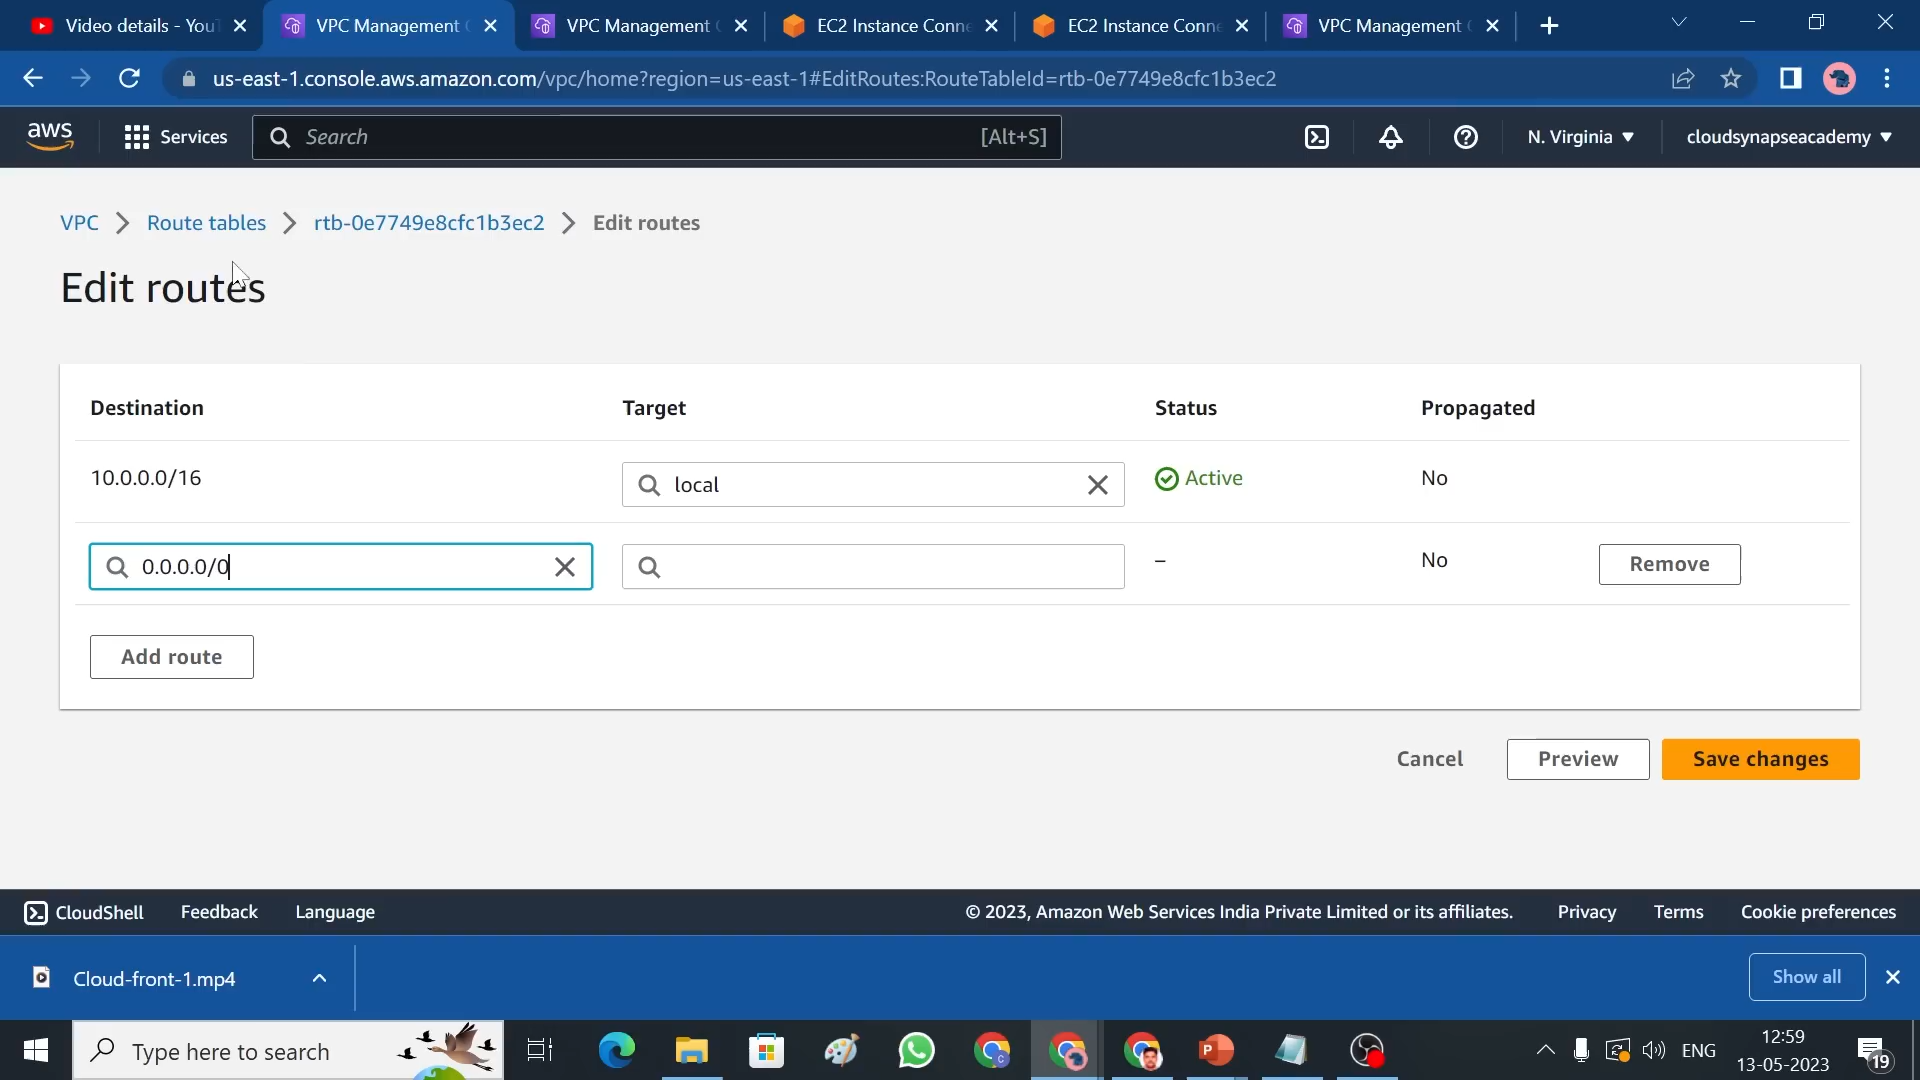 Video details - YouT
VPC Management C
VPC Management C
EC2 Instance Conne
EC2 Instance Conne
VPC Management C
us-east-1.console.aws.amazon.com/vpc/home?region=us-east-1#EditRoutes:RouteTableId=rtb-0e7749e8cfc1b3ec2
aws
Services
Search
[Alt+S]
N. Virginia
cloudsynapseacademy
VPC
Route tables
rtb-0e7749e8cfc1b3ec2
Edit routes
Edit routes
Destination
Target
Status
Propagated
10.0.0.0/16
local
Active
No
0.0.0.0/0
–
No
Remove
Add route
Cancel
Preview
Save changes
CloudShell
Feedback
Language
© 2023, Amazon Web Services India Private Limited or its affiliates.
Privacy
Terms
Cookie preferences
Cloud-front-1.mp4
Show all
Type here to search
ENG
12:59
13-05-2023
19